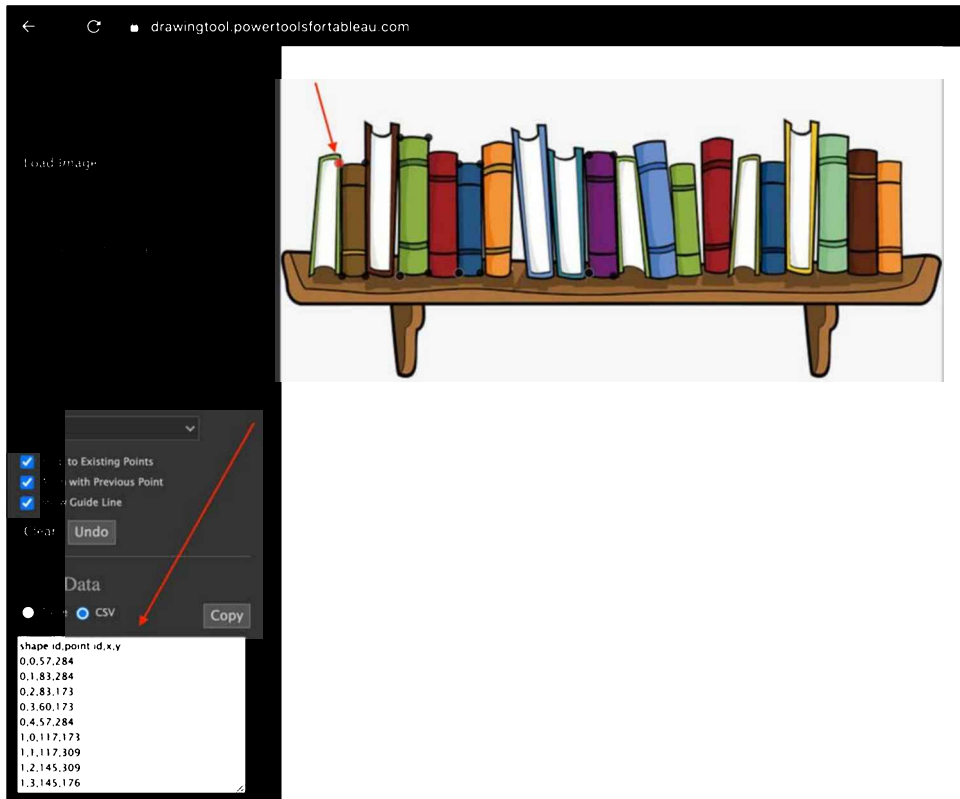 drawingtool.powertoolsfortableau.com
Load Image
to Existing Points
with Previous Point
Guide Line
Clear Undo
Data
CSV Copy
shape id,point id,x,y
0,0,57,284
0,1,83,284
0,2,83,173
0,3,60,173
0,4,57,284
1,0,117,173
1,1,117,309
1,2,145,309
1,3,145,176